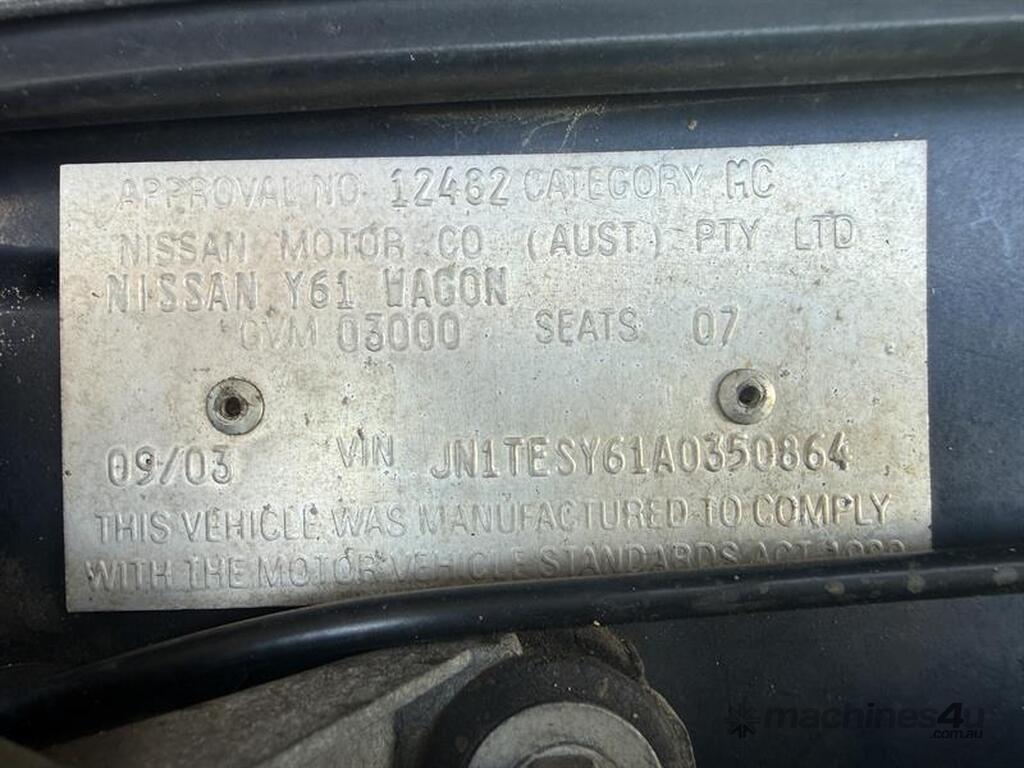 APPROVAL NO 12482 CATEGORY MC
NISSAN MOTOR CO (AUST) PTY LTD
NISSAN Y61 WAGON
GVM 03000 SEATS 07
09/03 VIN JN1TESY61A0350864
THIS VEHICLE WAS MANUFACTURED TO COMPLY
WITH THE MOTOR VEHICLE STANDARDS ACT
machines4u
.com.au